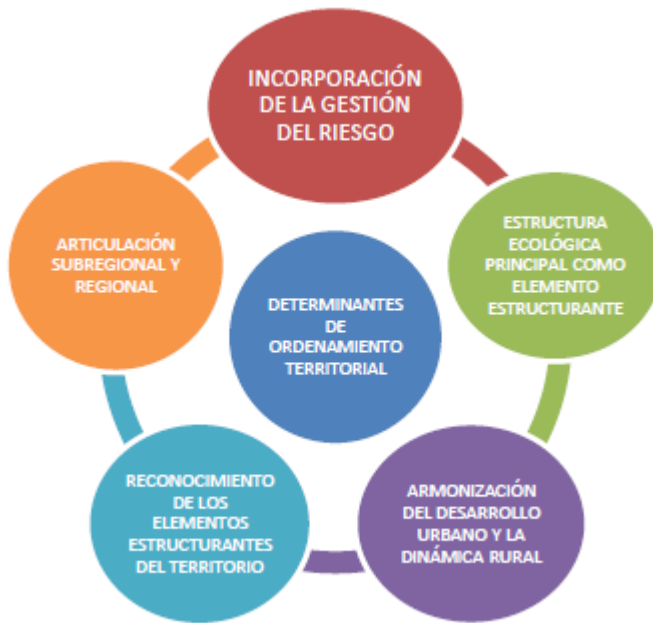 INCORPORACIÓN
DE LA GESTIÓN
DEL RIESGO
ESTRUCTURA
ECOLÓGICA
PRINCIPAL COMO
ELEMENTO
ESTRUCTURANTE
ARMONIZACIÓN
DEL DESARROLLO
URBANO Y LA
DINÁMICA RURAL
RECONOCIMIENTO
DE LOS
ELEMENTOS
ESTRUCTURANTES
DEL TERRITORIO
ARTICULACIÓN
SUBREGIONAL Y
REGIONAL
DETERMINANTES
DE
ORDENAMIENTO
TERRITORIAL